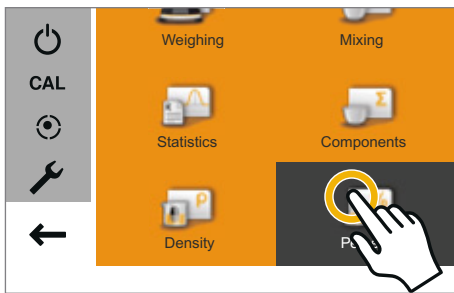 Weighing Mixing
CAL
Σ
Statistics Components
ρ
Density